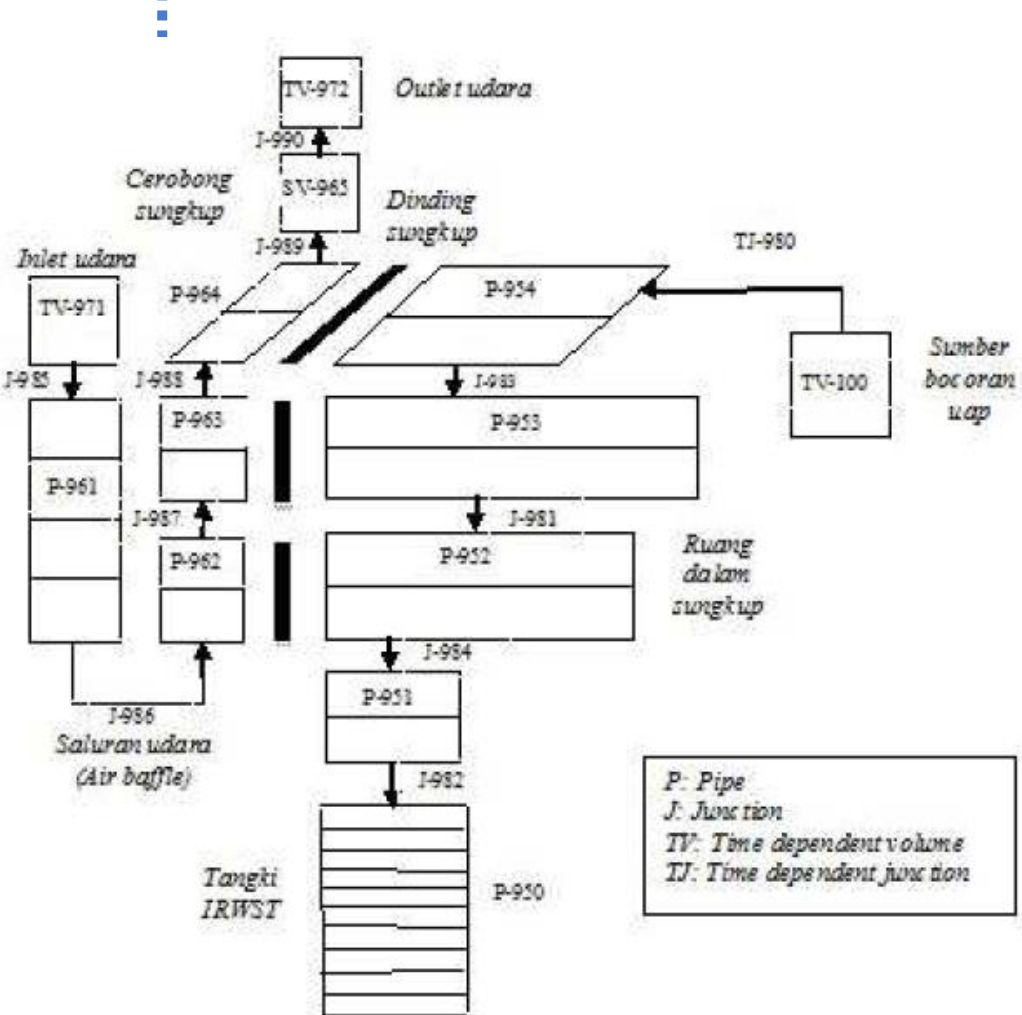 TV-972
Outlet udara
J-990
Cerobong
sungkup
SV-965
Dinding
sungkup
J-989
TJ-980
Inlet udara
TV-971
P-964
P-954
J-985
J-988
J-983
TV-100
Sumber
bocoran
uap
P-963
P-953
P-961
J-987
J-981
P-962
P-952
Ruang
dalam
sungkup
J-984
P-951
J-986
Saluran udara
(Air baffle)
J-982
P: Pipe
J: Junction
TV: Time dependent volume
TJ: Time dependent junction
Tangki
IRWST
P-950